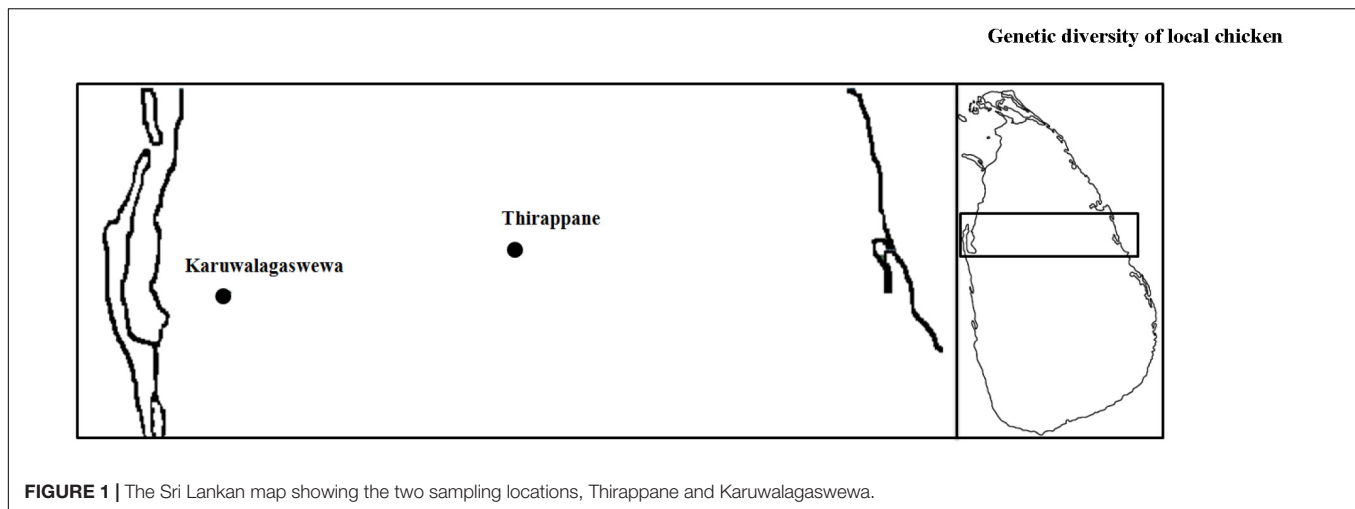 Genetic diversity of local chicken
Thirappane
Karuwalagaswewa
FIGURE 1 | The Sri Lankan map showing the two sampling locations, Thirappane and Karuwalagaswewa.